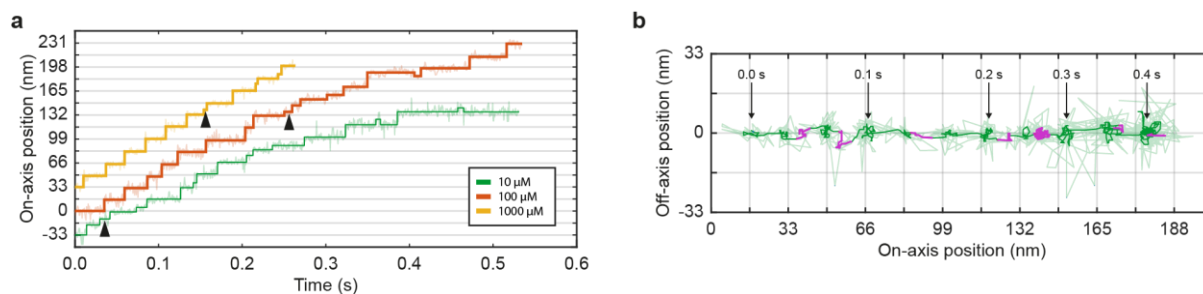 a
On-axis position (nm)
231
198
165
132
99
66
33
0
-33
0.0 0.1 0.2 0.3 0.4 0.5 0.6
Time (s)
10 µM
100 µM
1000 µM
b
Off-axis position (nm)
33
0
-33
0.0 s 0.1 s 0.2 s 0.3 s 0.4 s
0 33 66 99 132 165 188
On-axis position (nm)